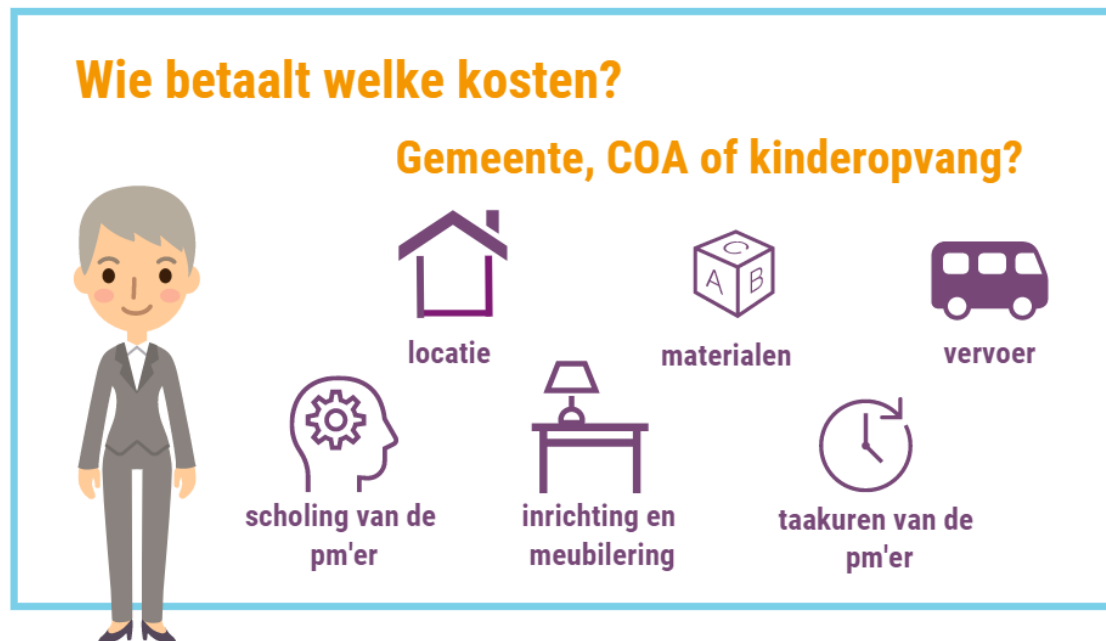 Wie betaalt welke kosten?
Gemeente, COA of kinderopvang?
locatie
materialen
vervoer
scholing van de
pm'er
inrichting en
meubilering
taakuren van de
pm'er
A
B
C